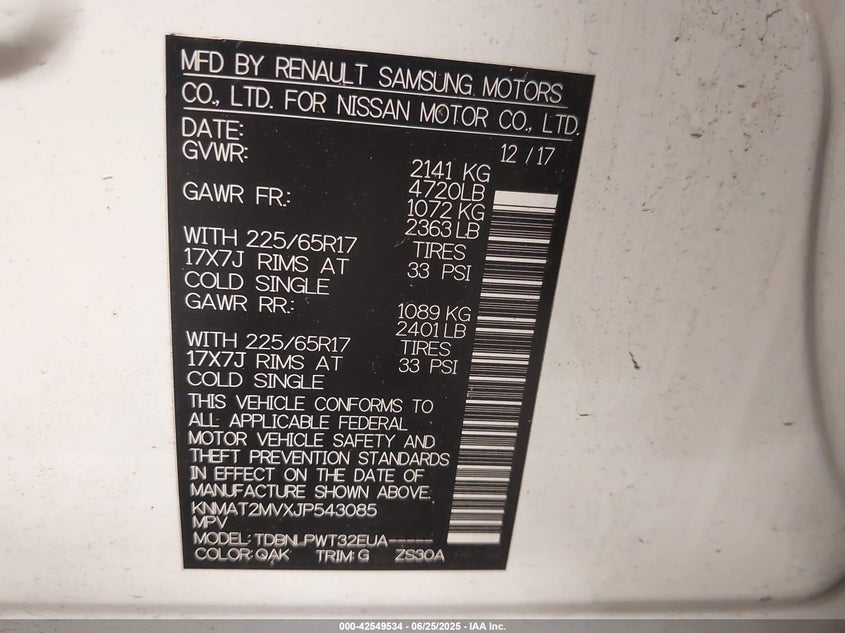 MFD BY RENAULT SAMSUNG MOTORS
CO., LTD. FOR NISSAN MOTOR CO., LTD.
DATE: 12 / 17
GVWR: 2141 KG
4720LB
GAWR FR.: 1072 KG
2363 LB
WITH 225/65R17 TIRES
17X7J RIMS AT 33 PSI
COLD SINGLE
GAWR RR.: 1089 KG
2401 LB
WITH 225/65R17 TIRES
17X7J RIMS AT 33 PSI
COLD SINGLE
THIS VEHICLE CONFORMS TO
ALL APPLICABLE FEDERAL
MOTOR VEHICLE SAFETY AND
THEFT PREVENTION STANDARDS
IN EFFECT ON THE DATE OF
MANUFACTURE SHOWN ABOVE.
KNMAT2MVXJP543085
MPV
MODEL: TDBNLPWT32EUA-----
COLOR: QAK TRIM: G ZS30A
000-42549534 - 06/25/2025 - IAA Inc.